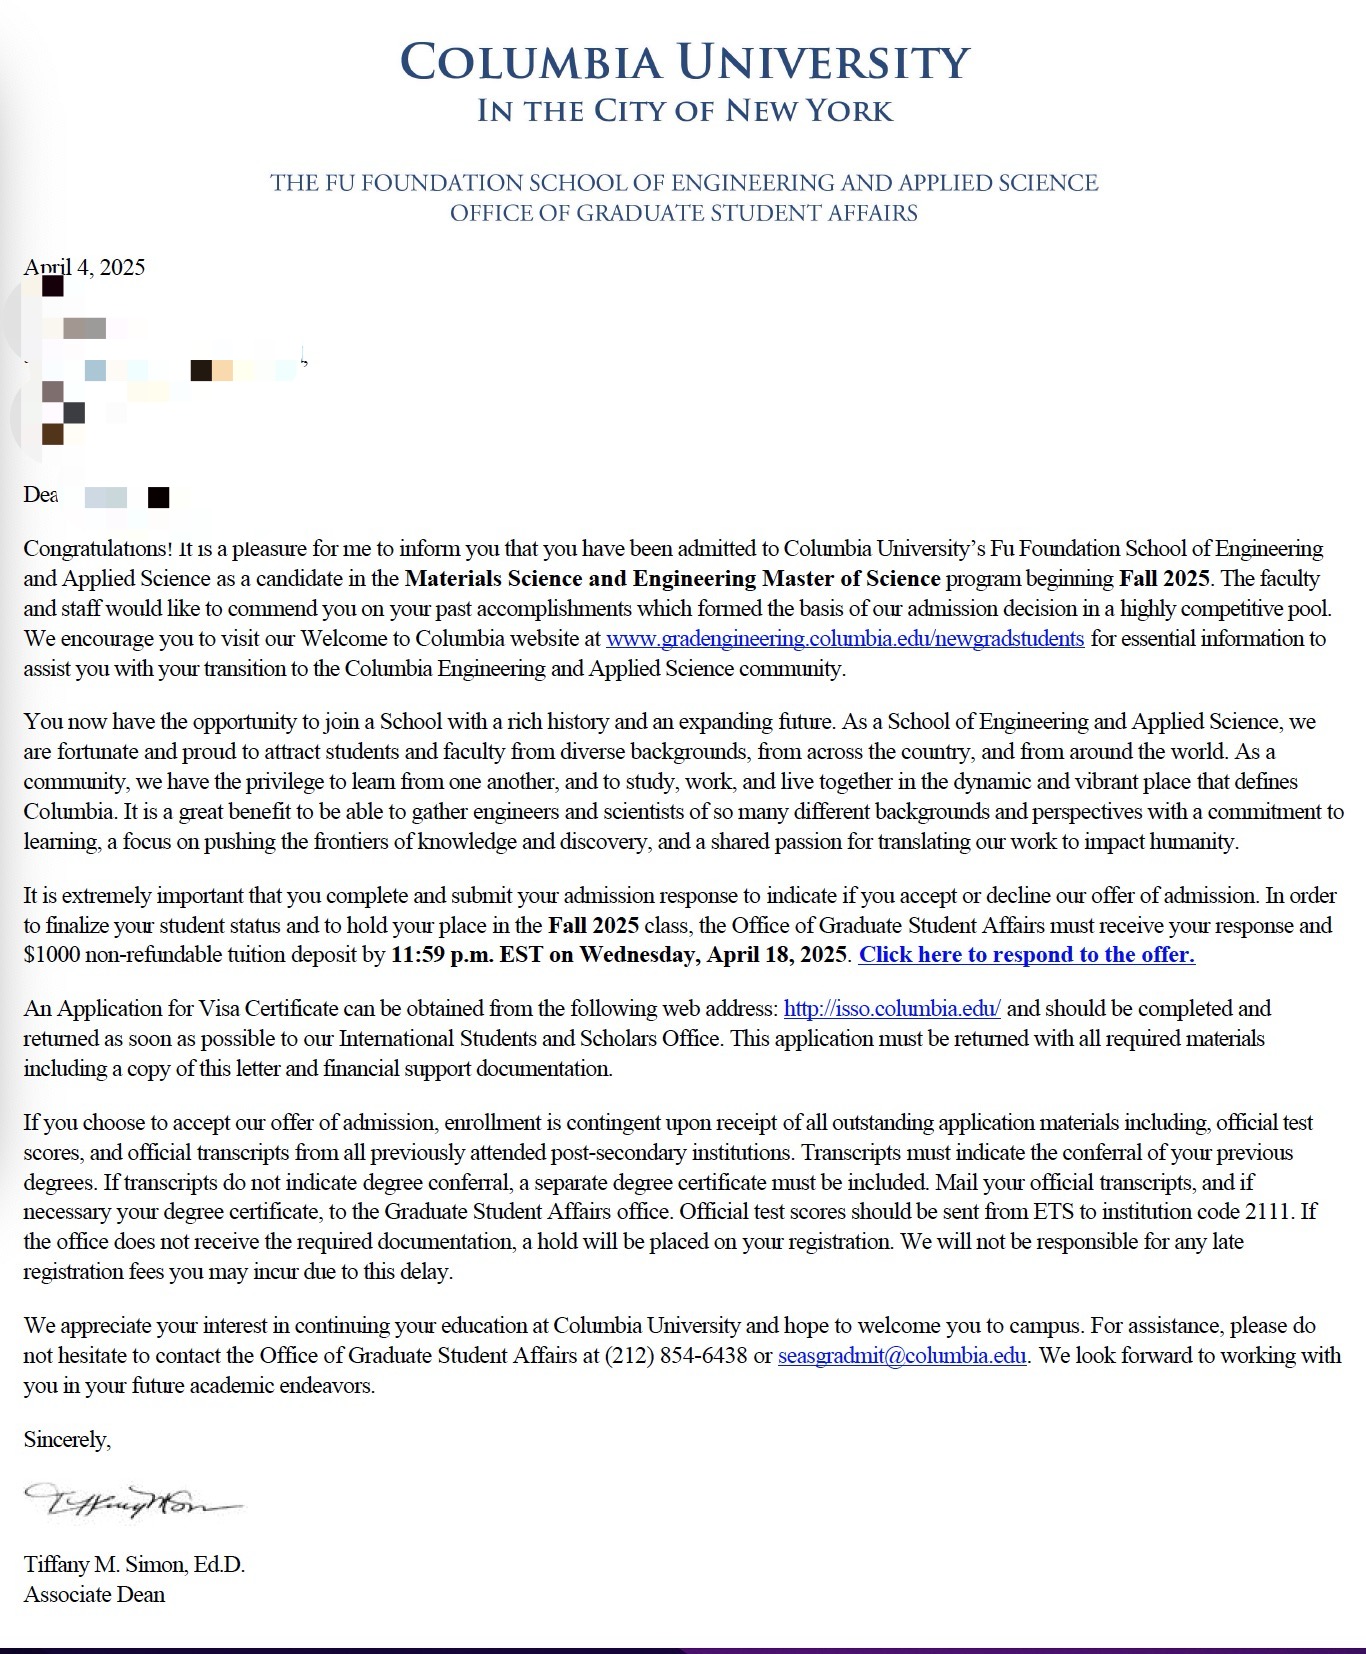 COLUMBIA UNIVERSITY
IN THE CITY OF NEW YORK
THE FU FOUNDATION SCHOOL OF ENGINEERING AND APPLIED SCIENCE
OFFICE OF GRADUATE STUDENT AFFAIRS
April 4, 2025
Congratulations! It is a pleasure for me to inform you that you have been admitted to Columbia University’s Fu Foundation School of Engineering
and Applied Science as a candidate in the Materials Science and Engineering Master of Science program beginning Fall 2025. The faculty
and staff would like to commend you on your past accomplishments which formed the basis of our admission decision in a highly competitive pool.
We encourage you to visit our Welcome to Columbia website at www.gradengineering.columbia.edu/newgradstudents for essential information to
assist you with your transition to the Columbia Engineering and Applied Science community.
You now have the opportunity to join a School with a rich history and an expanding future. As a School of Engineering and Applied Science, we
are fortunate and proud to attract students and faculty from diverse backgrounds, from across the country, and from around the world. As a
community, we have the privilege to learn from one another, and to study, work, and live together in the dynamic and vibrant place that defines
Columbia. It is a great benefit to be able to gather engineers and scientists of so many different backgrounds and perspectives with a commitment to
learning, a focus on pushing the frontiers of knowledge and discovery, and a shared passion for translating our work to impact humanity.
It is extremely important that you complete and submit your admission response to indicate if you accept or decline our offer of admission. In order
to finalize your student status and to hold your place in the Fall 2025 class, the Office of Graduate Student Affairs must receive your response and
$1000 non-refundable tuition deposit by 11:59 p.m. EST on Wednesday, April 18, 2025. Click here to respond to the offer.
An Application for Visa Certificate can be obtained from the following web address: http://isso.columbia.edu/ and should be completed and
returned as soon as possible to our International Students and Scholars Office. This application must be returned with all required materials
including a copy of this letter and financial support documentation.
If you choose to accept our offer of admission, enrollment is contingent upon receipt of all outstanding application materials including, official test
scores, and official transcripts from all previously attended post-secondary institutions. Transcripts must indicate the conferral of your previous
degrees. If transcripts do not indicate degree conferral, a separate degree certificate must be included. Mail your official transcripts, and if
necessary your degree certificate, to the Graduate Student Affairs office. Official test scores should be sent from ETS to institution code 2111. If
the office does not receive the required documentation, a hold will be placed on your registration. We will not be responsible for any late
registration fees you may incur due to this delay.
We appreciate your interest in continuing your education at Columbia University and hope to welcome you to campus. For assistance, please do
not hesitate to contact the Office of Graduate Student Affairs at (212) 854-6438 or seasgradmit@columbia.edu. We look forward to working with
you in your future academic endeavors.
Sincerely,
Tiffany M. Simon, Ed.D.
Associate Dean